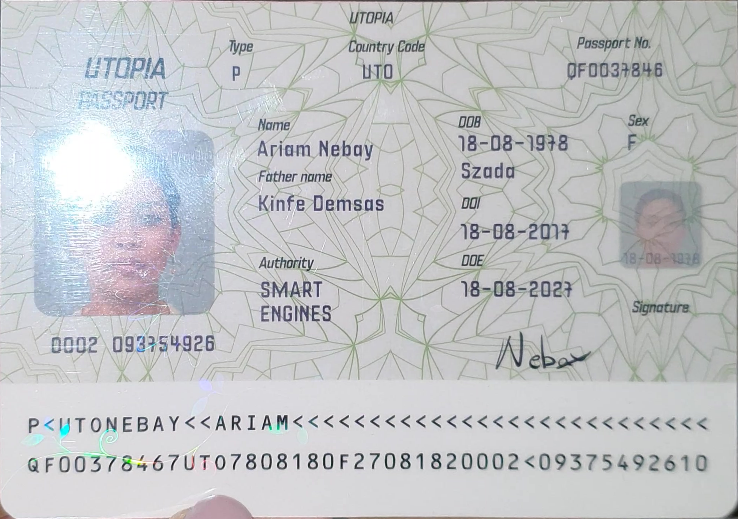 UTOPIA
Type
Country Code
Passport No.
UTOPIA
P
UTO
QF0037846
PASSPORT
Name
DOB
Sex
Ariam Nebay
18-08-1978
F
Father name
Szada
Kinfe Demsas
DOI
18-08-2017
Authority
DOE
18-08-1978
SMART
18-08-2027
ENGINES
Signature
0002 093754926
Nebay
P<UTONEBAY<<ARIAM<<<<<<<<<<<<<<<<<<<<<<<<<<<
QF00378467UTO7808180F27081820002<09375492610